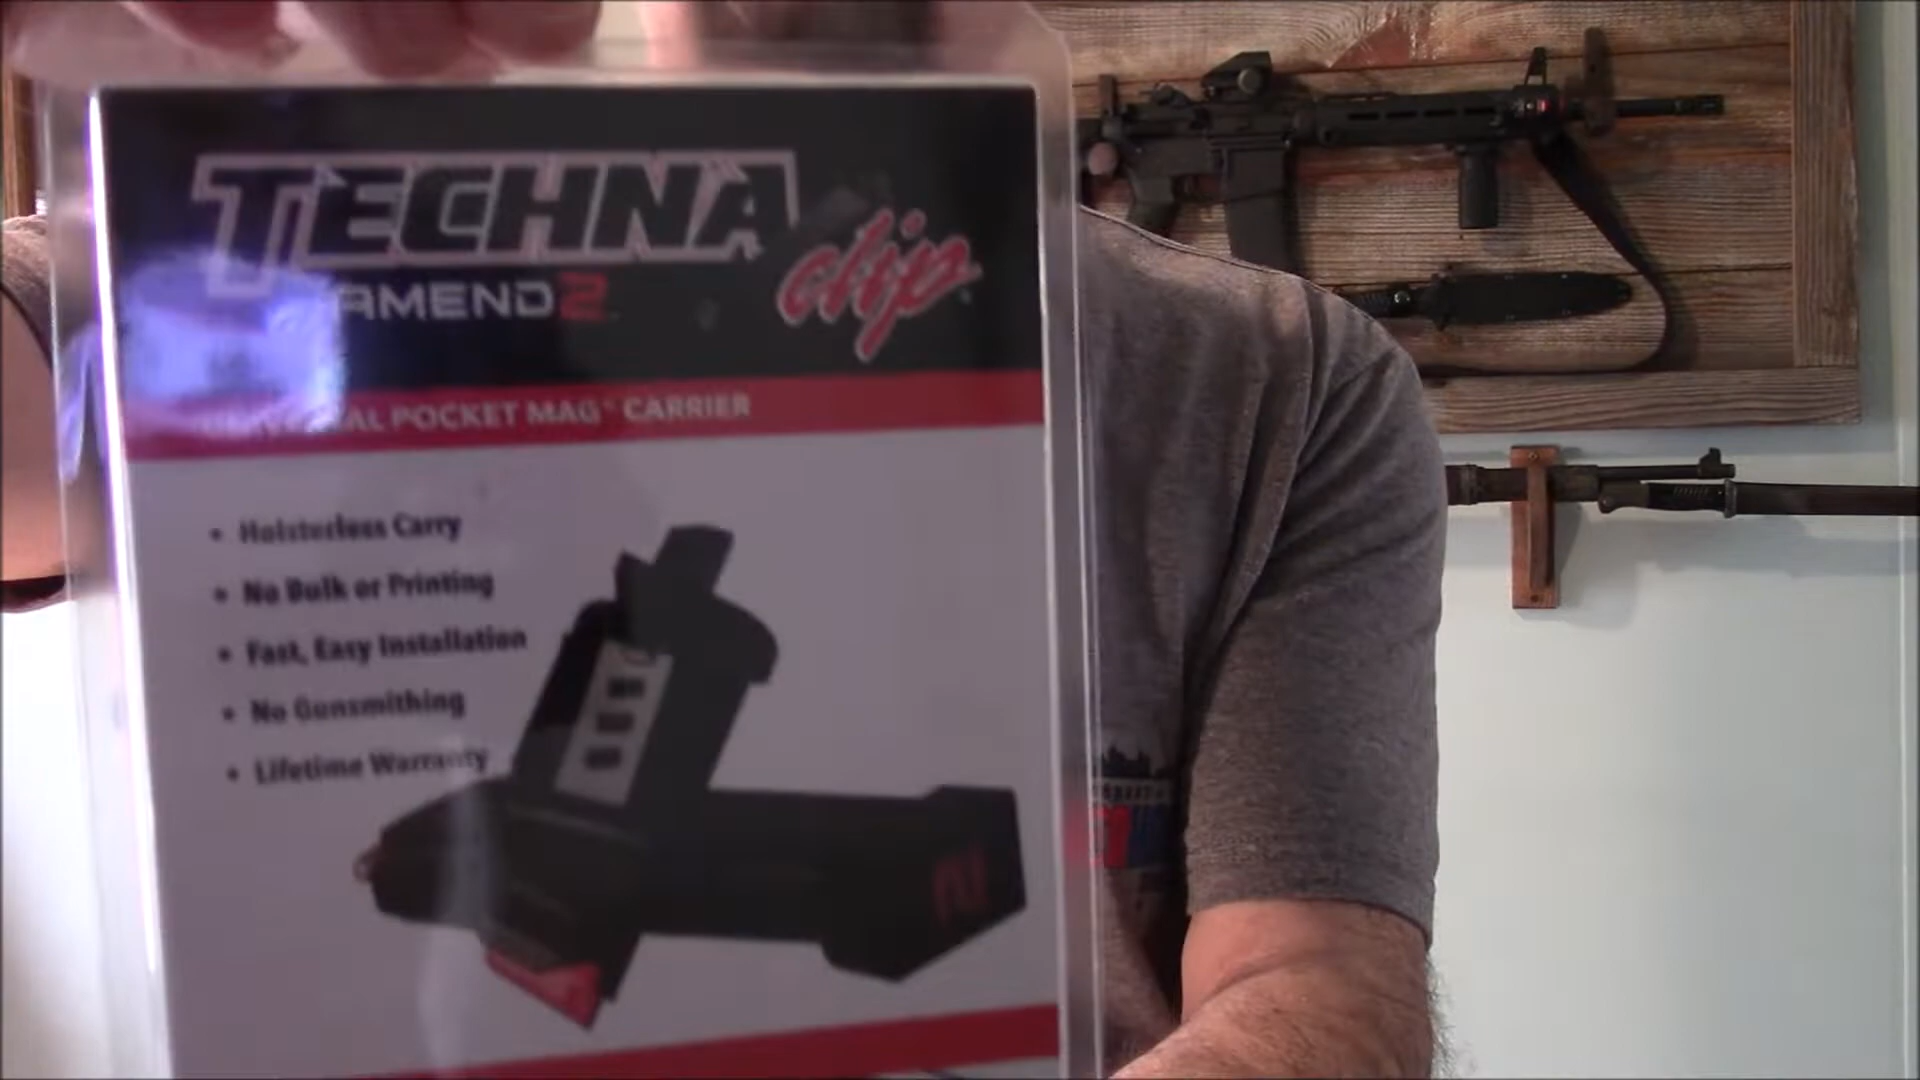 TECHNA
clip
AMEND2
UNIVERSAL POCKET MAG CARRIER
• Holsterless Carry
• No Bulk or Printing
• Fast, Easy Installation
• No Gunsmithing
• Lifetime Warranty